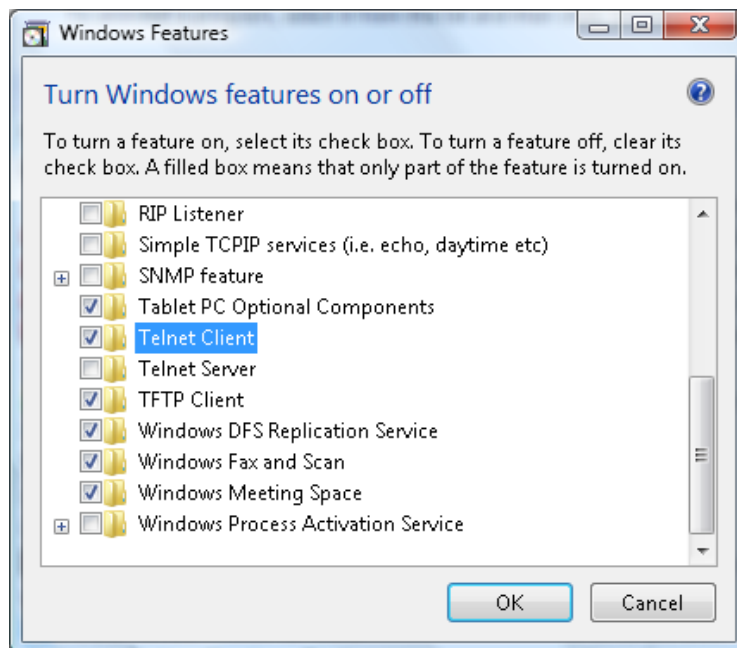 Windows Features
Turn Windows features on or off
To turn a feature on, select its check box. To turn a feature off, clear its
check box. A filled box means that only part of the feature is turned on.
RIP Listener
Simple TCPIP services (i.e. echo, daytime etc)
SNMP feature
Tablet PC Optional Components
Telnet Client
Telnet Server
TFTP Client
Windows DFS Replication Service
Windows Fax and Scan
Windows Meeting Space
Windows Process Activation Service
OK
Cancel